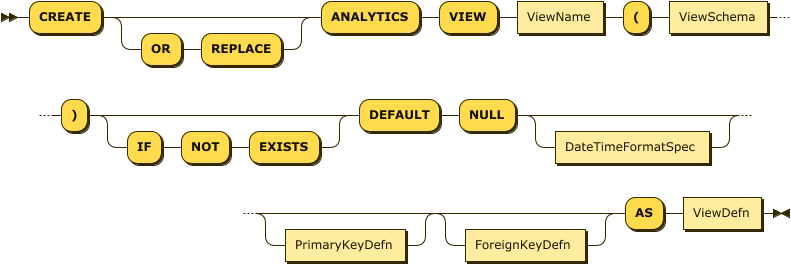 CREATE ANALYTICS VIEW ViewName ( ViewSchema
OR REPLACE
) DEFAULT NULL
IF NOT EXISTS DateTimeFormatSpec
AS ViewDefn
PrimaryKeyDefn ForeignKeyDefn